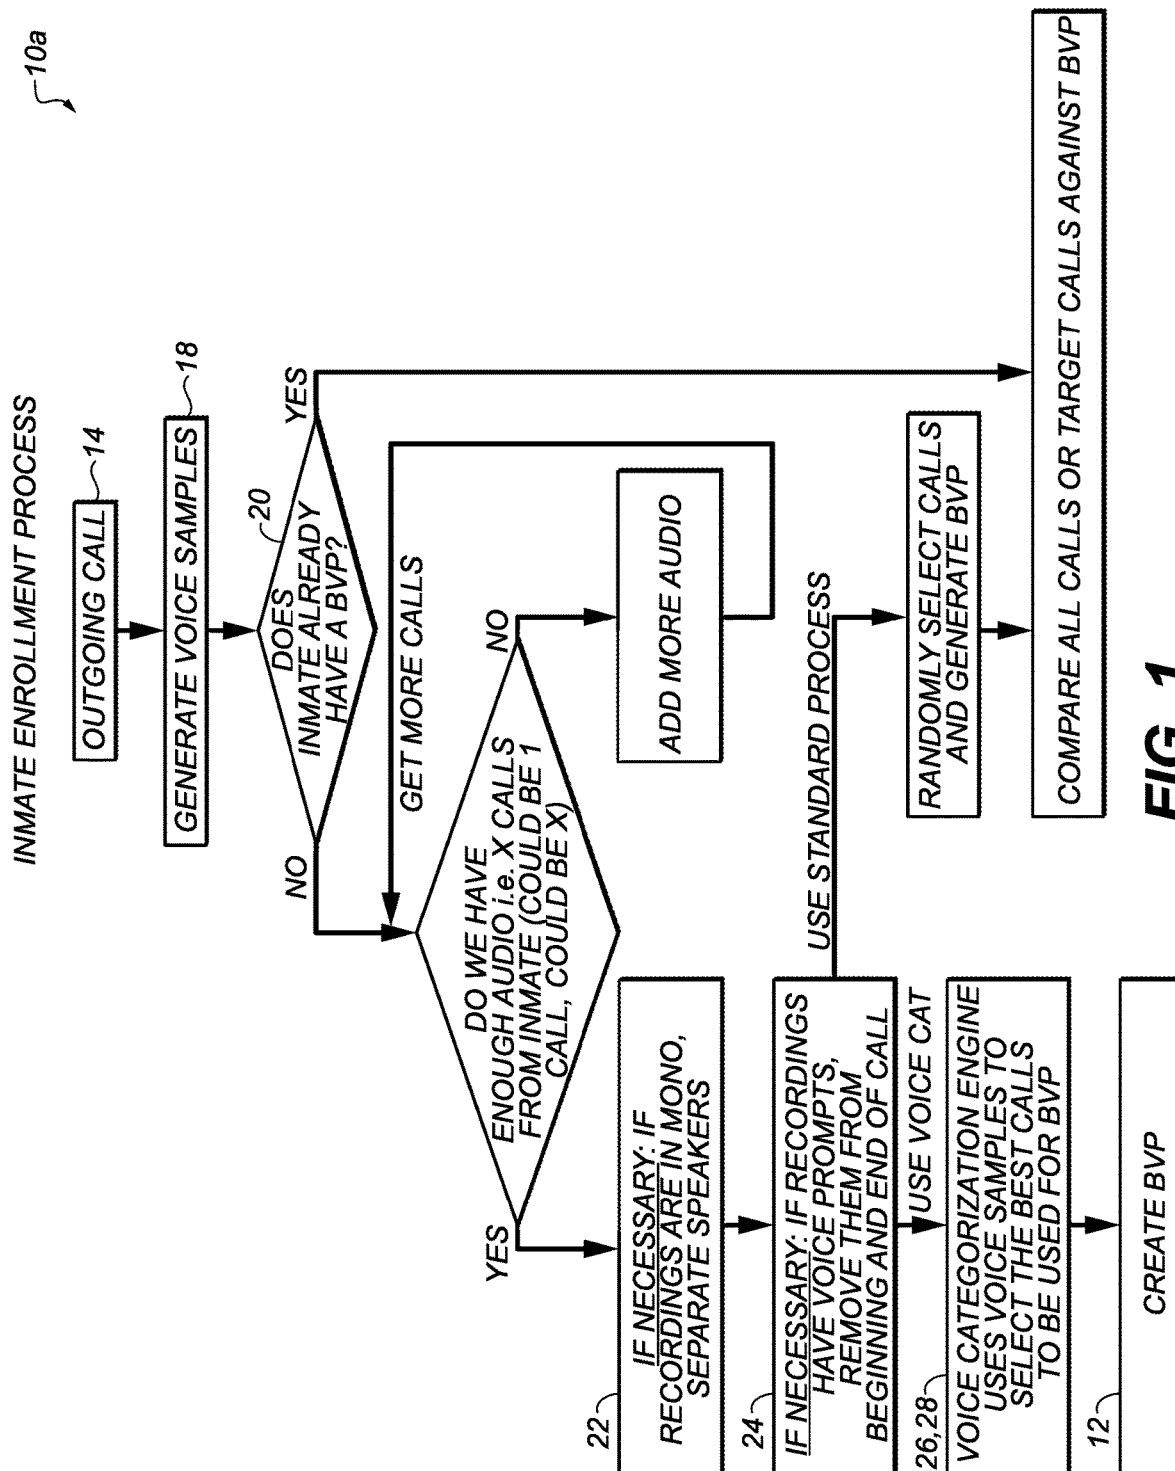 INMATE ENROLLMENT PROCESS
10a
OUTGOING CALL
14
GENERATE VOICE SAMPLES
18
20
DOES
INMATE ALREADY
HAVE A BVP?
YES
NO
GET MORE CALLS
DO WE HAVE
ENOUGH AUDIO i.e. X CALLS
FROM INMATE (COULD BE 1
CALL, COULD BE X)
YES
NO
ADD MORE AUDIO
22
IF NECESSARY: IF
RECORDINGS ARE IN MONO,
SEPARATE SPEAKERS
24
IF NECESSARY: IF RECORDINGS
HAVE VOICE PROMPTS,
REMOVE THEM FROM
BEGINNING AND END OF CALL
USE STANDARD PROCESS
USE VOICE CAT
RANDOMLY SELECT CALLS
AND GENERATE BVP
26,28
VOICE CATEGORIZATION ENGINE
USES VOICE SAMPLES TO
SELECT THE BEST CALLS
TO BE USED FOR BVP
COMPARE ALL CALLS OR TARGET CALLS AGAINST BVP
12
CREATE BVP
FIG. 1